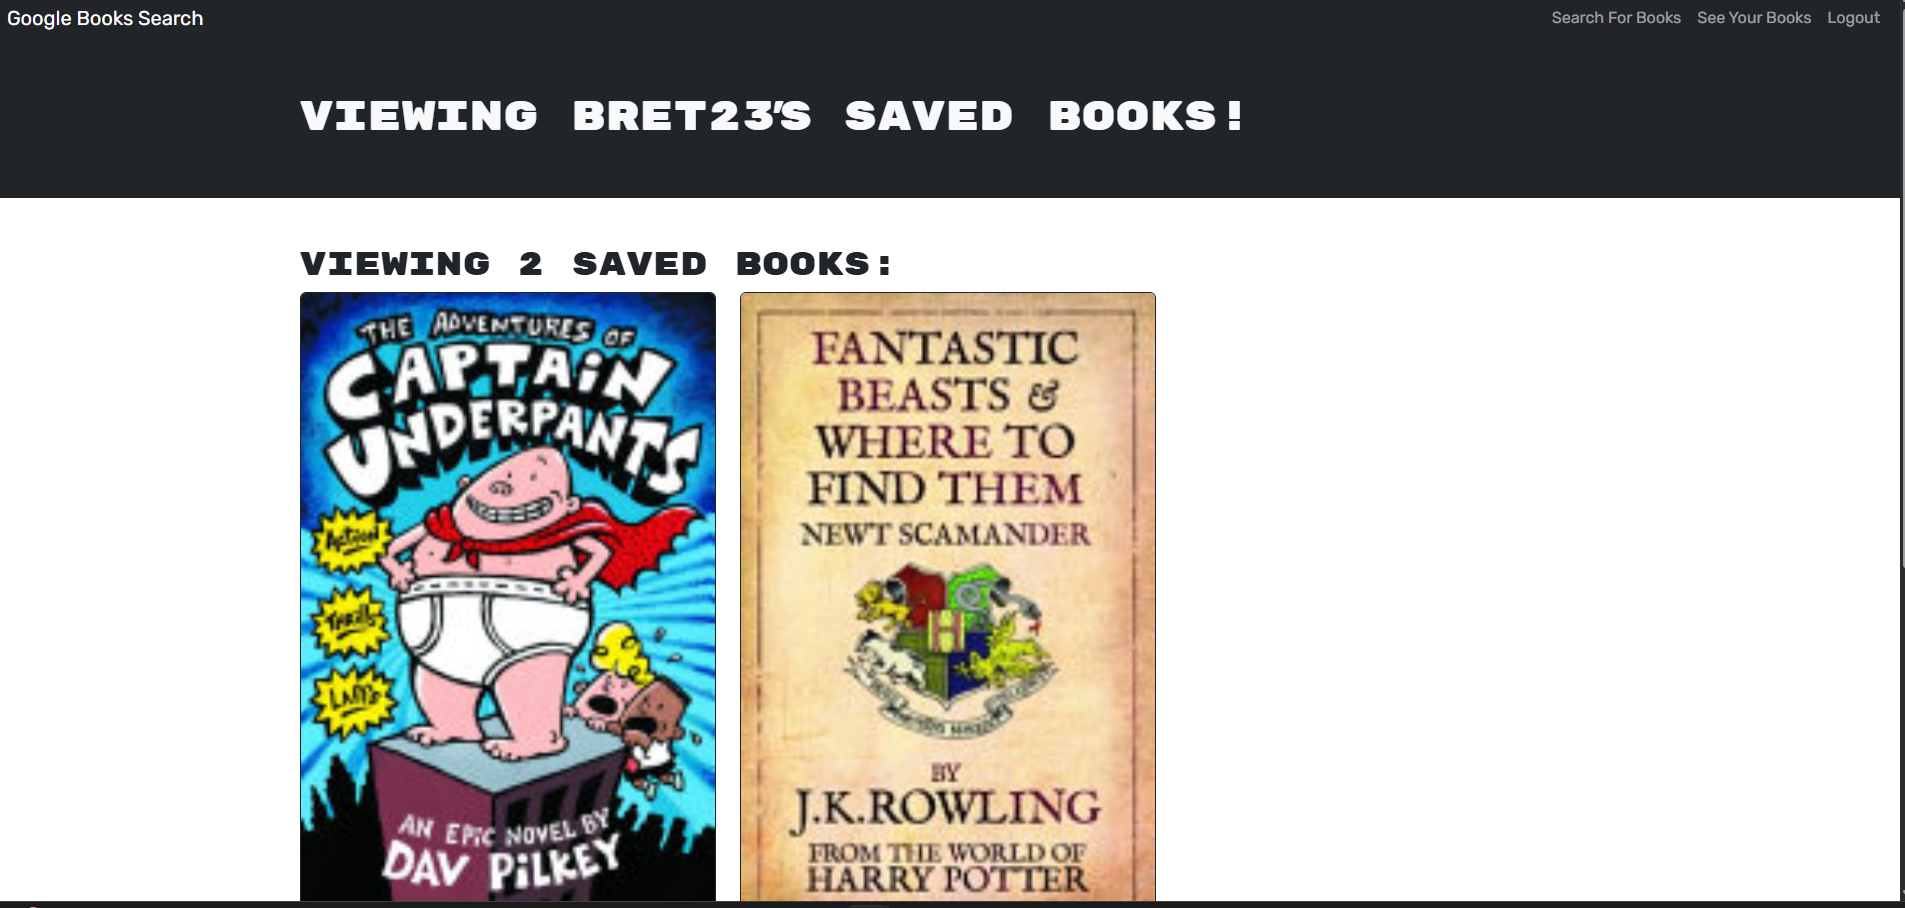 Google Books Search
Search For Books See Your Books Logout
VIEWING BRET23'S SAVED BOOKS!
VIEWING 2 SAVED BOOKS:
THE ADVENTURES OF
CAPTAIN
UNDERPANTS
ACTION
THRILLS
LAFFS
AN EPIC NOVEL BY
DAV PILKEY
FANTASTIC
BEASTS &
WHERE TO
FIND THEM
NEWT SCAMANDER
H
BY
J.K.ROWLING
FROM THE WORLD OF
HARRY POTTER